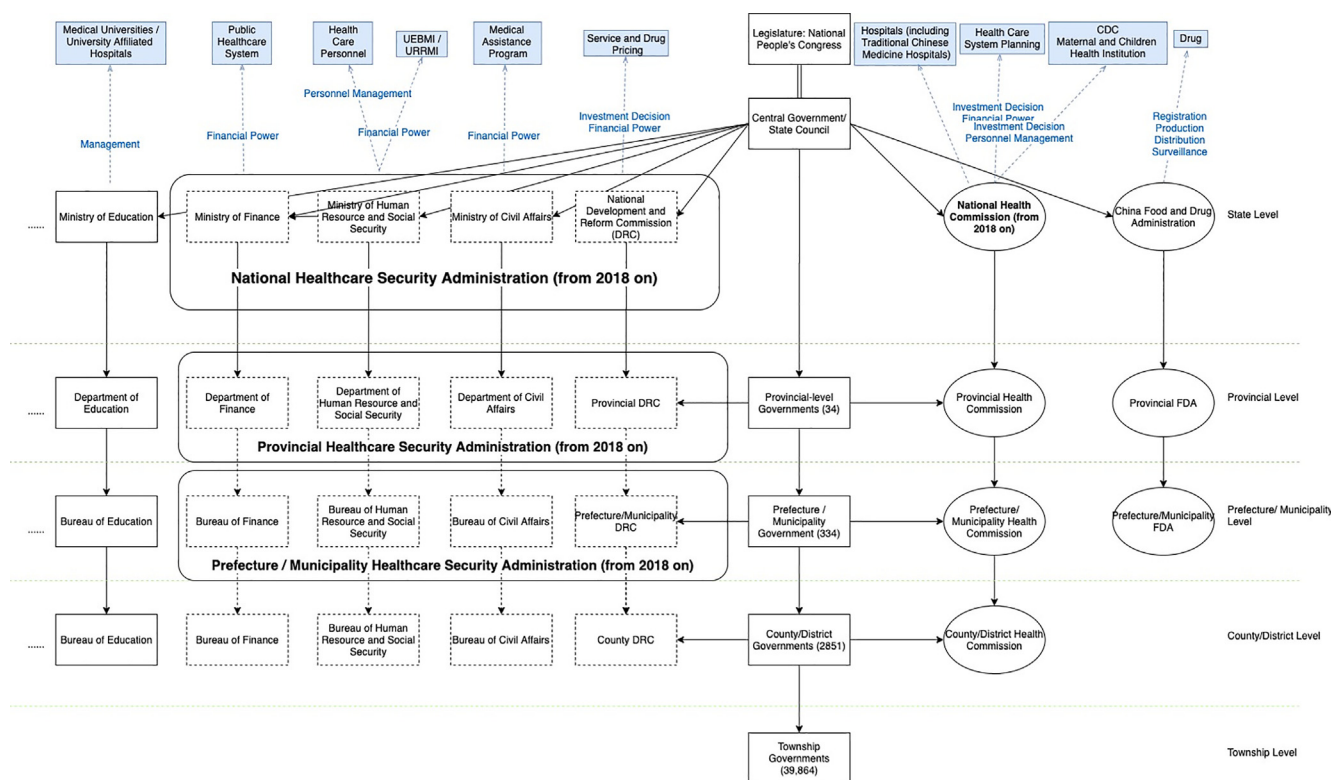 Medical Universities /
University Affiliated
Hospitals
Public
Healthcare
System
Health
Care
Personnel
UEBMI /
URRMI
Medical
Assistance
Program
Service and Drug
Pricing
Legislature: National
People's Congress
Hospitals (including
Traditional Chinese
Medicine Hospitals)
Health Care
System Planning
CDC
Maternal and Children
Health Institution
Drug
Personnel Management
Management
Financial Power
Financial Power
Financial Power
Investment Decision
Financial Power
Central Government/
State Council
Investment Decision
Financial Power
Investment Decision
Personnel Management
Registration
Production
Distribution
Surveillance
......
Ministry of Education
Ministry of Finance
Ministry of Human
Resource and Social
Security
Ministry of Civil Affairs
National
Development and
Reform Commission
(DRC)
National Health
Commission (from
2018 on)
China Food and Drug
Administration
State Level
National Healthcare Security Administration (from 2018 on)
......
Department of
Education
Department of
Finance
Department of
Human Resource and
Social Security
Department of Civil
Affairs
Provincial DRC
Provincial-level
Governments (34)
Provincial Health
Commission
Provincial FDA
Provincial Level
Provincial Healthcare Security Administration (from 2018 on)
......
Bureau of Education
Bureau of Finance
Bureau of Human
Resource and Social
Security
Bureau of Civil Affairs
Prefecture/Municipality
DRC
Prefecture /
Municipality
Government (334)
Prefecture/
Municipality Health
Commission
Prefecture/Municipality
FDA
Prefecture/ Municipality
Level
Prefecture / Municipality Healthcare Security Administration (from 2018 on)
......
Bureau of Education
Bureau of Finance
Bureau of Human
Resource and Social
Security
Bureau of Civil Affairs
County DRC
County/District
Governments (2851)
County/District Health
Commission
County/District Level
Township
Governments
(39,864)
Township Level